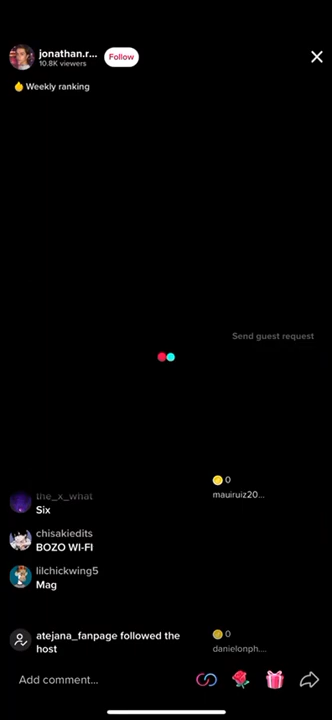 jonathan.r...
10.8K viewers
Follow
Weekly ranking
Send guest request
0
mauiruiz20...
the_x_what
Six
chisakiedits
BOZO WI-FI
lilchickwing5
Mag
atejana_fanpage followed the
host
0
danielonph....
Add comment...